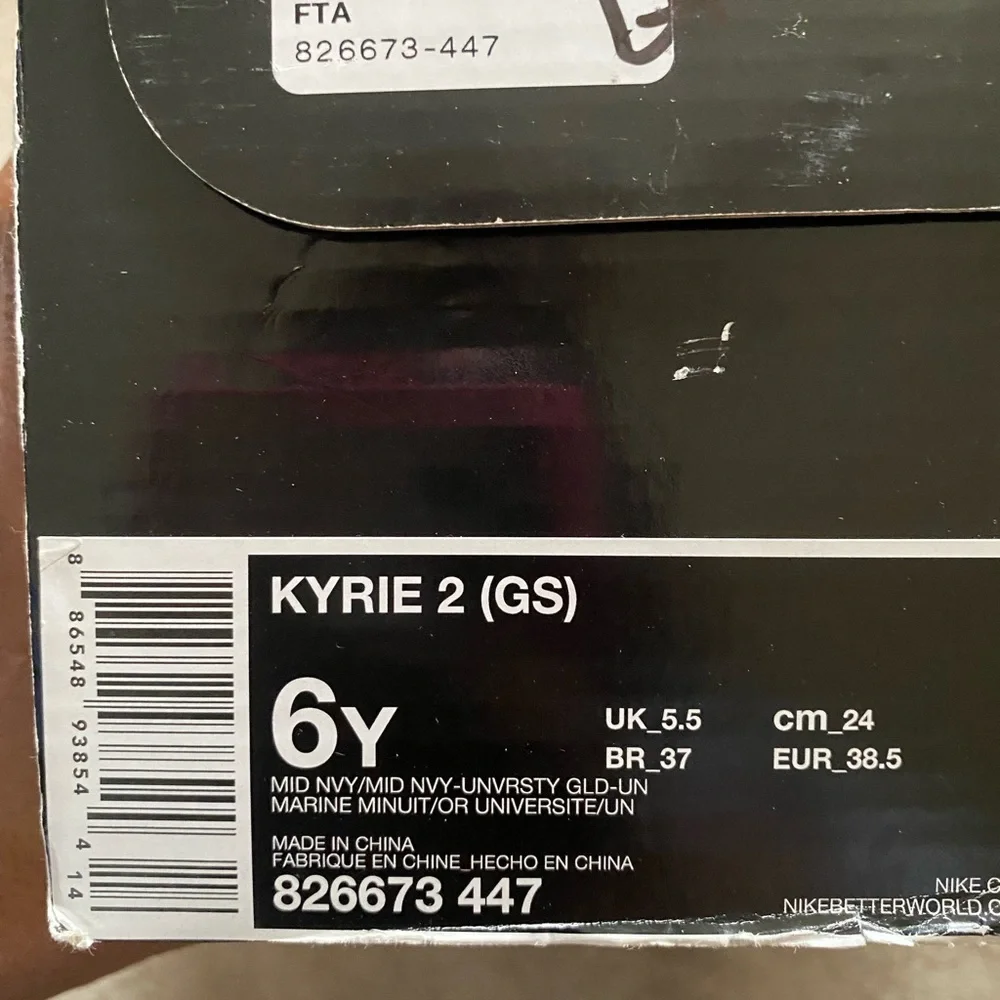 FTA
826673-447
KYRIE 2 (GS)
6Y
UK_5.5 cm_24
BR_37 EUR_38.5
MID NVY/MID NVY-UNVRSTY GLD-UN
MARINE MINUIT/OR UNIVERSITE/UN
MADE IN CHINA
FABRIQUE EN CHINE_HECHO EN CHINA
826673 447
NIKE.C
NIKEBETTERWORLD.C
8 86548 93854 4 14